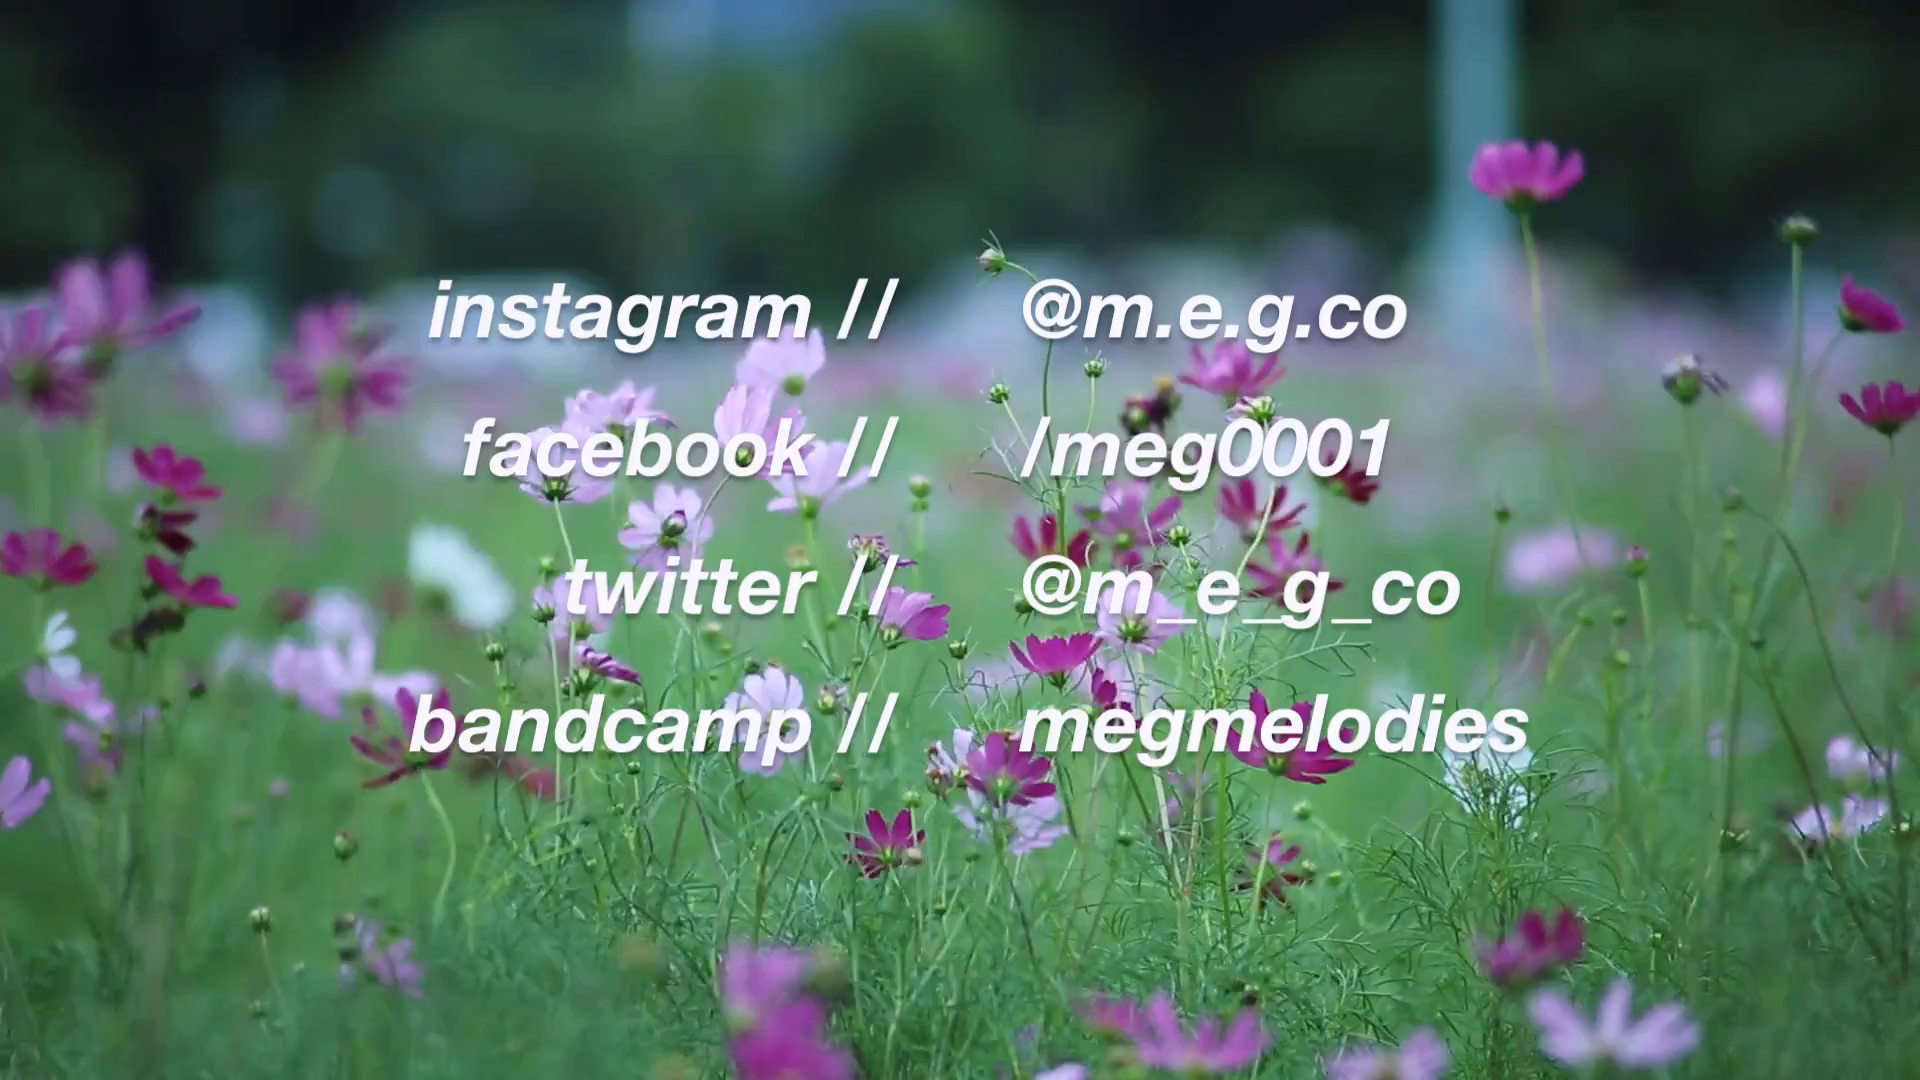 instagram // @m.e.g.co
facebook // /meg0001
twitter // @m_e_g_co
bandcamp // megmelodies